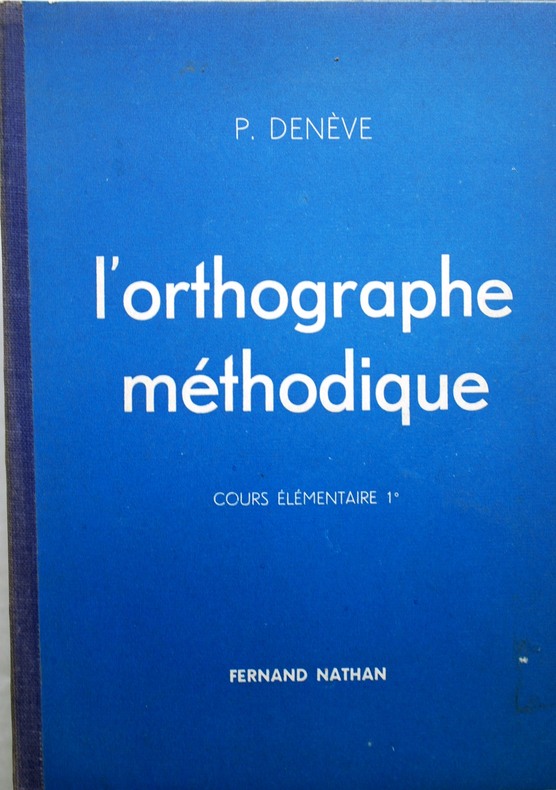 P. DENÈVE
l'orthographe
méthodique
COURS ÉLÉMENTAIRE 1°
FERNAND NATHAN